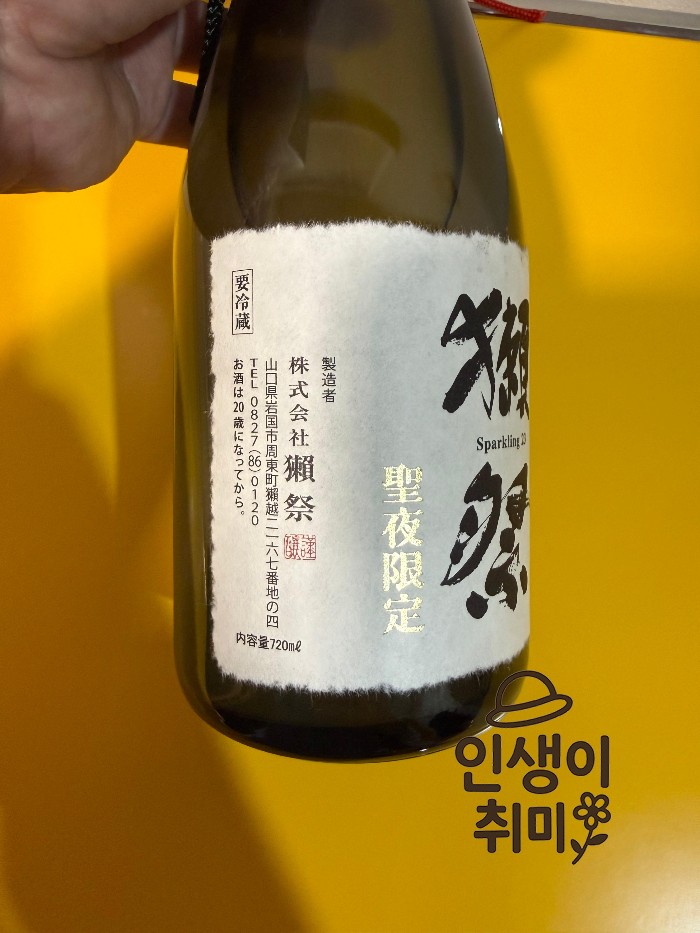 獺祭
Sparkling 23
聖夜限定
製造者
株式会社 獺祭
山口県岩国市周東町獺越二一六七番地の四
TEL 0827(86)0120
お酒は20歳になってから。
要冷蔵
内容量720mℓ
인생이
취미